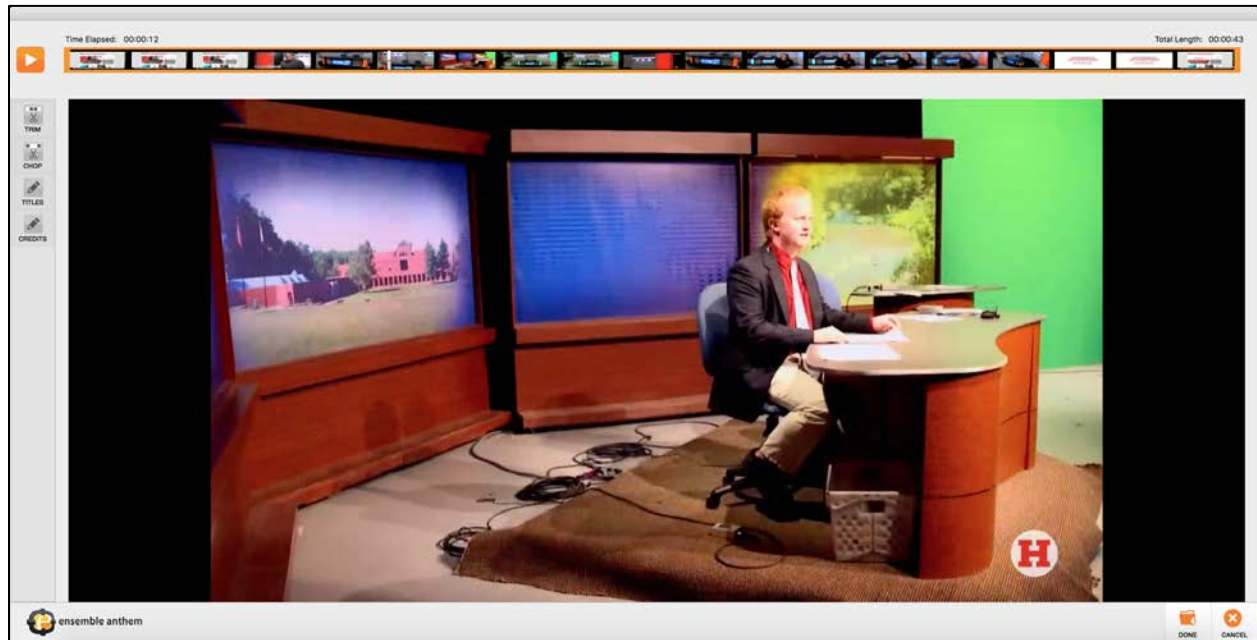 Time Elapsed: 00:00:12
Total Length: 00:00:43
TRIM
CHOP
TITLES
CREDITS
H
e ensemble anthem
DONE
CANCEL